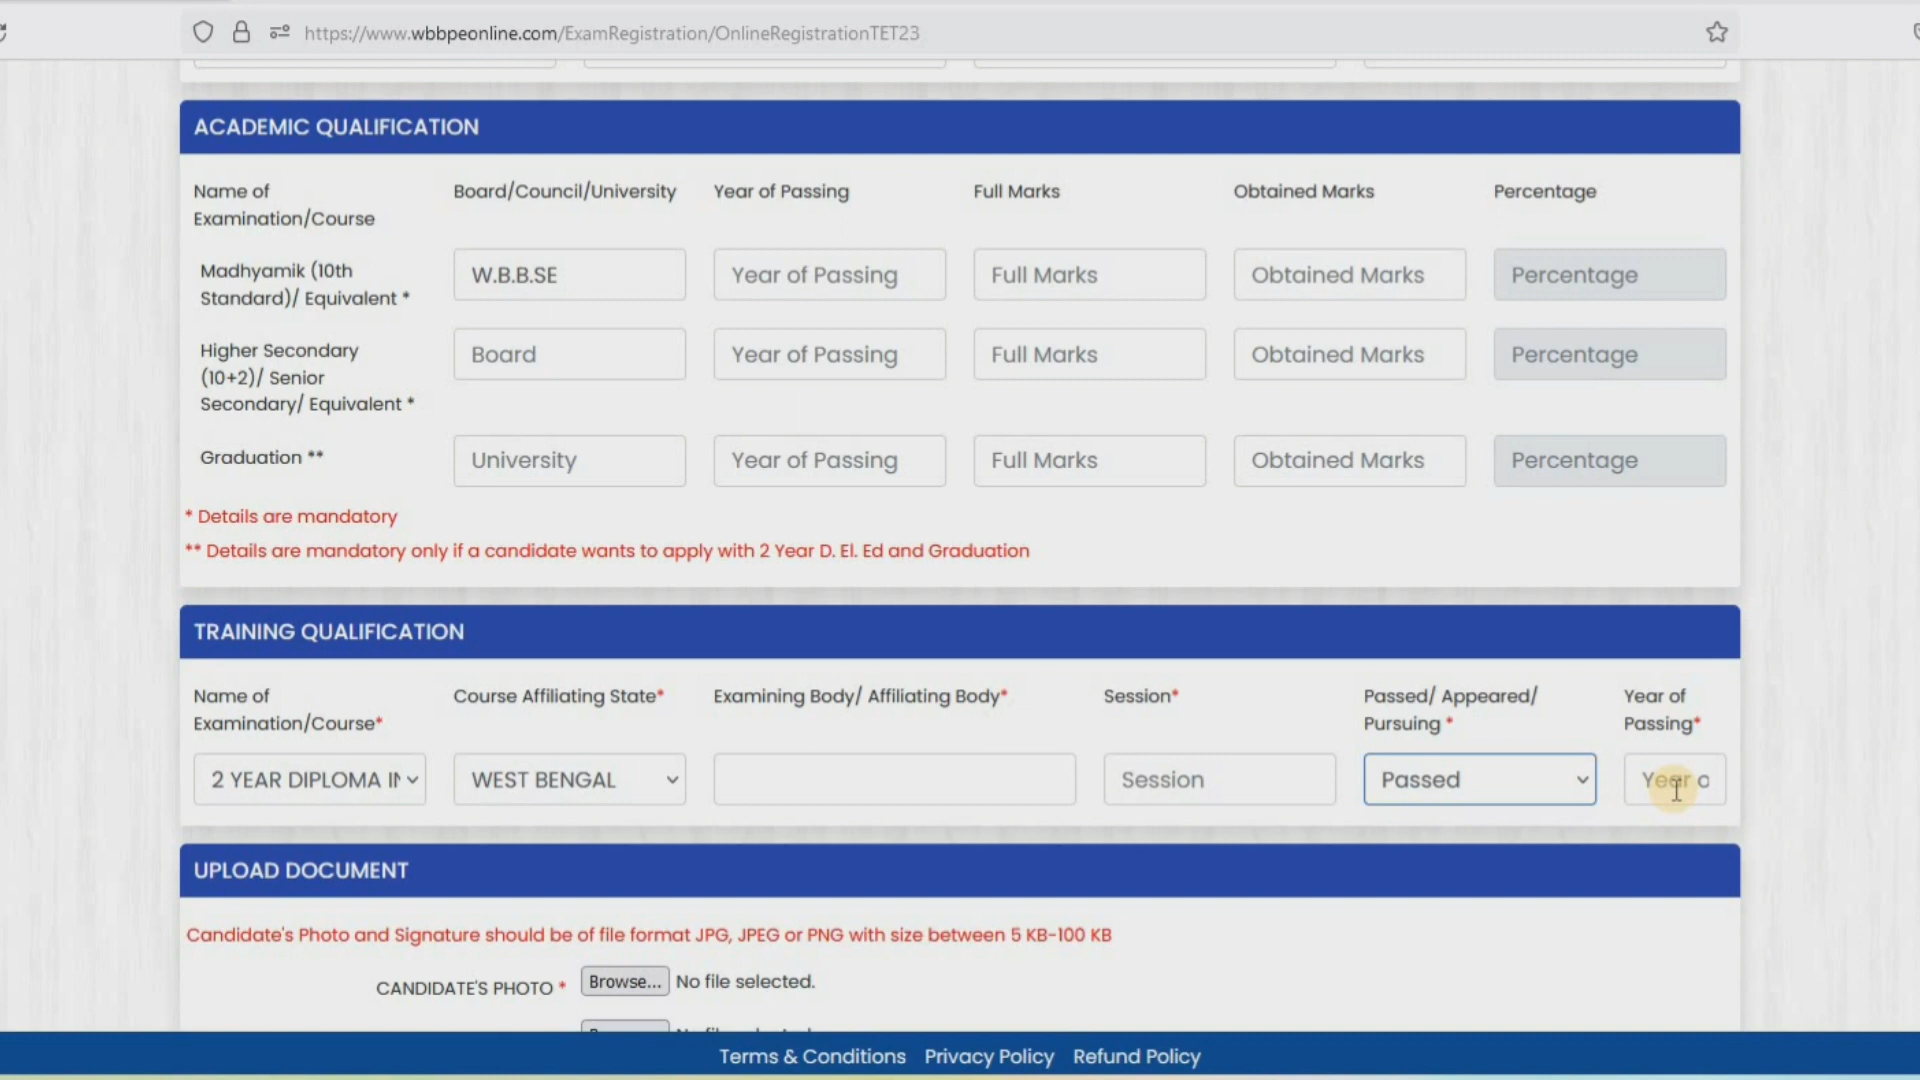 https://www.wbbpeonline.com/ExamRegistration/OnlineRegistrationTET23
ACADEMIC QUALIFICATION
Name of Examination/Course Board/Council/University Year of Passing Full Marks Obtained Marks Percentage
Madhyamik (10th Standard)/ Equivalent * W.B.B.SE Year of Passing Full Marks Obtained Marks Percentage
Higher Secondary (10+2)/ Senior Secondary/ Equivalent * Board Year of Passing Full Marks Obtained Marks Percentage
Graduation ** University Year of Passing Full Marks Obtained Marks Percentage
* Details are mandatory
** Details are mandatory only if a candidate wants to apply with 2 Year D. El. Ed and Graduation
TRAINING QUALIFICATION
Name of Examination/Course* Course Affiliating State* Examining Body/ Affiliating Body* Session* Passed/ Appeared/ Pursuing * Year of Passing*
2 YEAR DIPLOMA IN WEST BENGAL Session Passed Year o
UPLOAD DOCUMENT
Candidate's Photo and Signature should be of file format JPG, JPEG or PNG with size between 5 KB-100 KB
CANDIDATE'S PHOTO * Browse... No file selected.
Terms & Conditions Privacy Policy Refund Policy